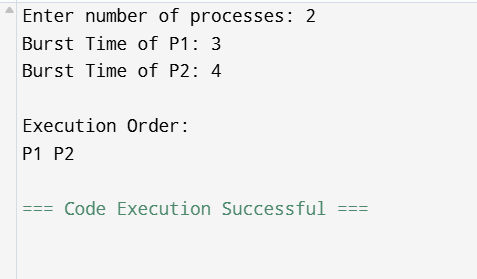 Enter number of processes: 2
Burst Time of P1: 3
Burst Time of P2: 4
Execution Order:
P1 P2
=== Code Execution Successful ===